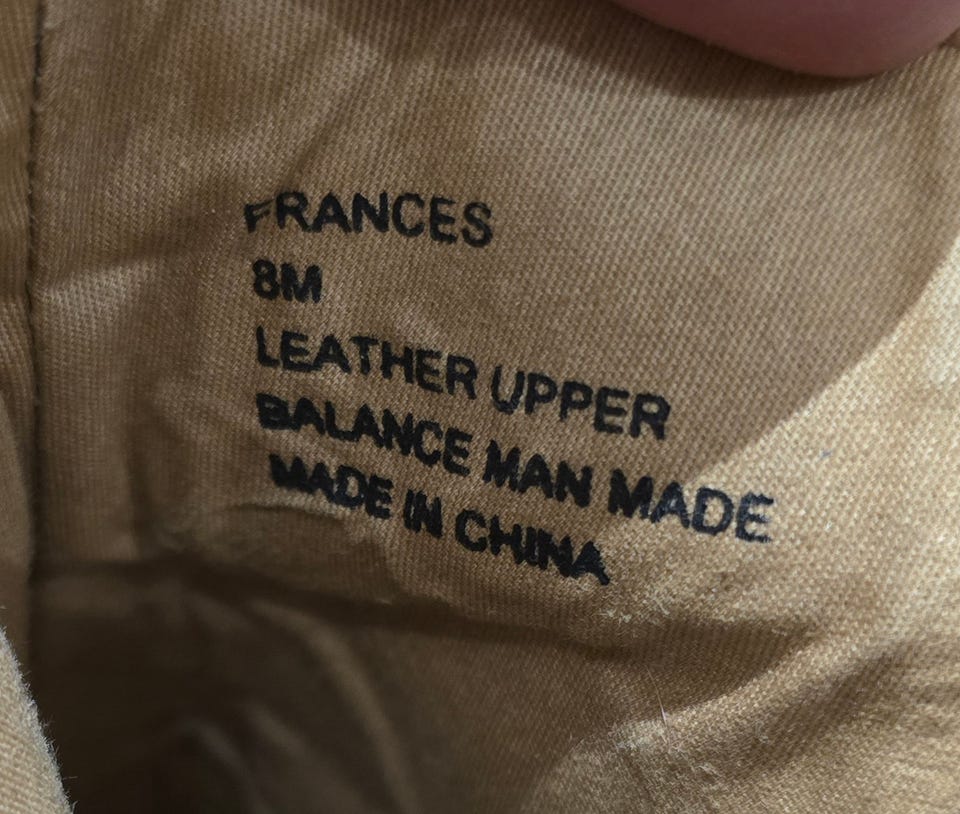 FRANCES
8M
LEATHER UPPER
BALANCE MAN MADE
MADE IN CHINA